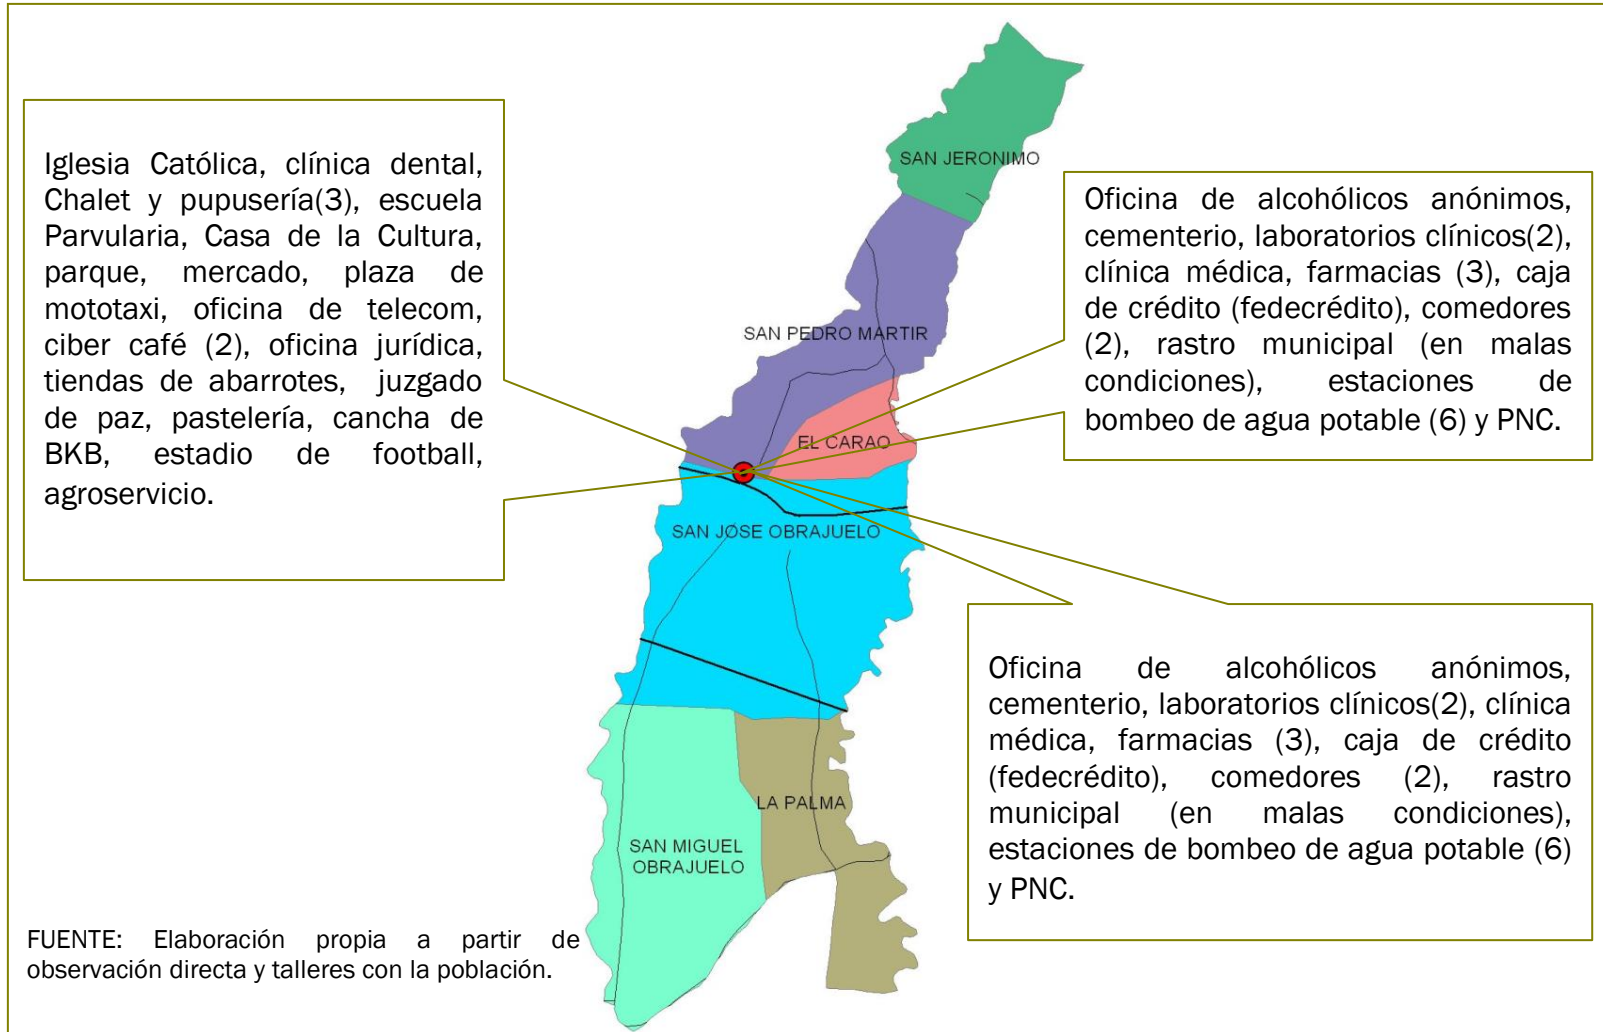 Iglesia Católica, clínica dental,
Chalet y pupusería(3), escuela
Parvularia, Casa de la Cultura,
parque, mercado, plaza de
mototaxi, oficina de telecom,
ciber café (2), oficina jurídica,
tiendas de abarrotes, juzgado
de paz, pastelería, cancha de
BKB, estadio de football,
agroservicio.
SAN JERONIMO
SAN PEDRO MARTIR
EL CARAO
SAN JOSE OBRAJUELO
LA PALMA
SAN MIGUEL
OBRAJUELO
Oficina de alcohólicos anónimos,
cementerio, laboratorios clínicos(2),
clínica médica, farmacias (3), caja
de crédito (fedecrédito), comedores
(2), rastro municipal (en malas
condiciones), estaciones de
bombeo de agua potable (6) y PNC.
Oficina de alcohólicos anónimos,
cementerio, laboratorios clínicos(2), clínica
médica, farmacias (3), caja de crédito
(fedecrédito), comedores (2), rastro
municipal (en malas condiciones),
estaciones de bombeo de agua potable (6)
y PNC.
FUENTE: Elaboración propia a partir de
observación directa y talleres con la población.